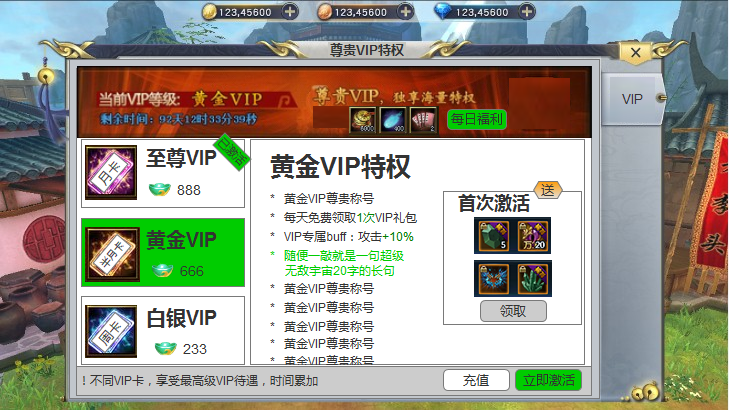 123,45600
123,45600
123,45600
尊贵VIP特权
VIP
当前VIP等级: 黄金VIP
尊贵VIP，独享海量特权
剩余时间：92天12时33分39秒
6000
400
2
每日福利
已激活
月卡
至尊VIP
888
半月卡
黄金VIP
666
周卡
白银VIP
233
黄金VIP特权
* 黄金VIP尊贵称号
* 每天免费领取1次VIP礼包
* VIP专属buff：攻击+10%
* 随便一敲就是一句超级
无敌宇宙20字的长句
* 黄金VIP尊贵称号
* 黄金VIP尊贵称号
* 黄金VIP尊贵称号
* 黄金VIP尊贵称号
* 黄金VIP尊贵称号
送
首次激活
5
万 20
领取
! 不同VIP卡，享受最高级VIP待遇，时间累加
充值
立即激活
李
头